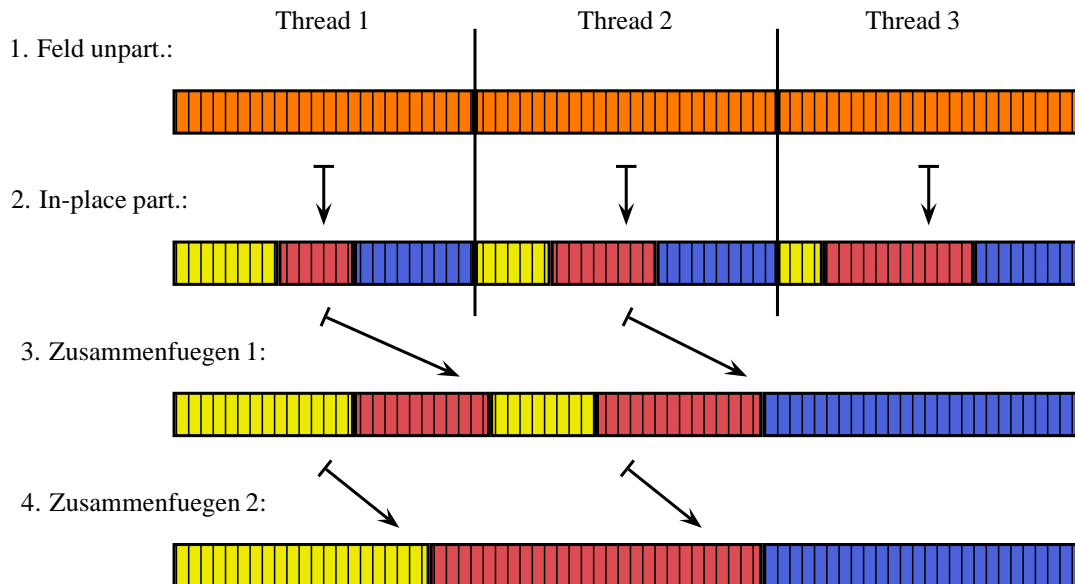 Thread 1 Thread 2 Thread 3
1. Feld unpart.:
2. In-place part.:
3. Zusammenfuegen 1:
4. Zusammenfuegen 2: